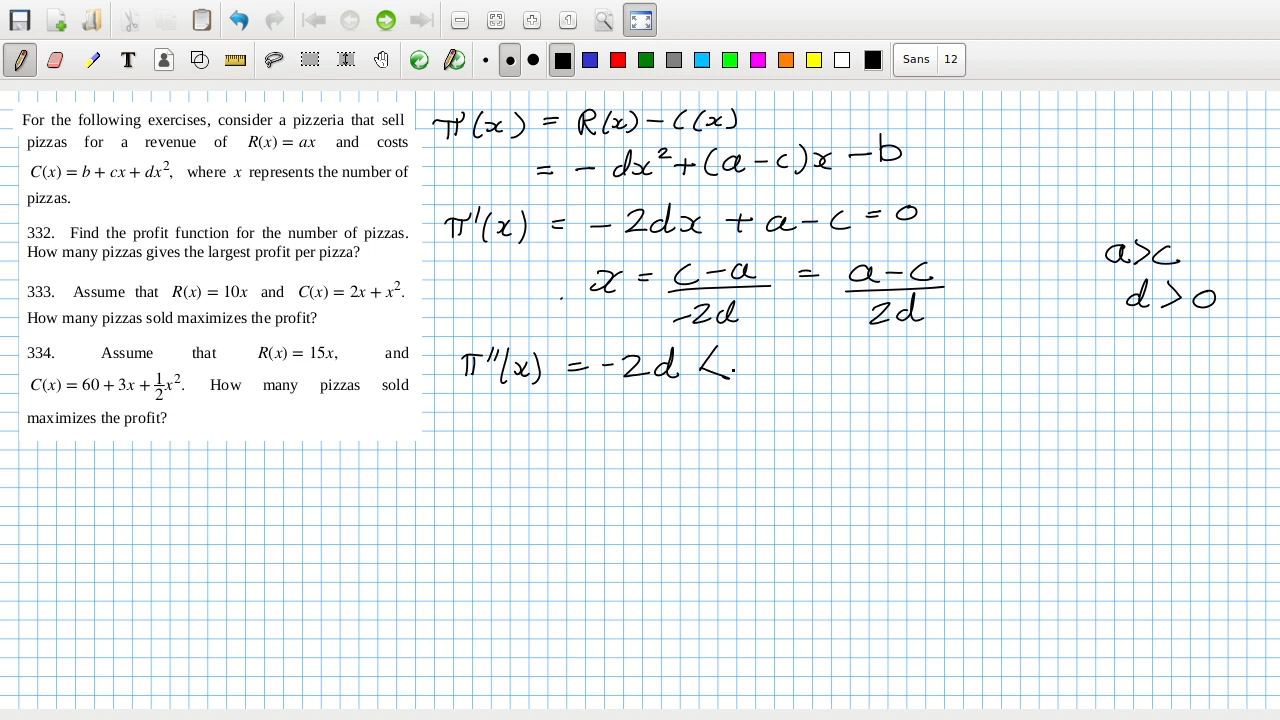 Sans 12
For the following exercises, consider a pizzeria that sell
pizzas for a revenue of R(x) = ax and costs
C(x) = b + cx + dx², where x represents the number of
pizzas.
332. Find the profit function for the number of pizzas.
How many pizzas gives the largest profit per pizza?
333. Assume that R(x) = 10x and C(x) = 2x + x².
How many pizzas sold maximizes the profit?
334. Assume that R(x) = 15x, and
C(x) = 60 + 3x + 1/2 x². How many pizzas sold
maximizes the profit?
π(x) = R(x) − C(x)
= − dx² + (a − c)x − b
π'(x) = − 2dx + a − c = 0
x = c − a / −2d = a − c / 2d
π''(x) = −2d <
a > c
d > 0